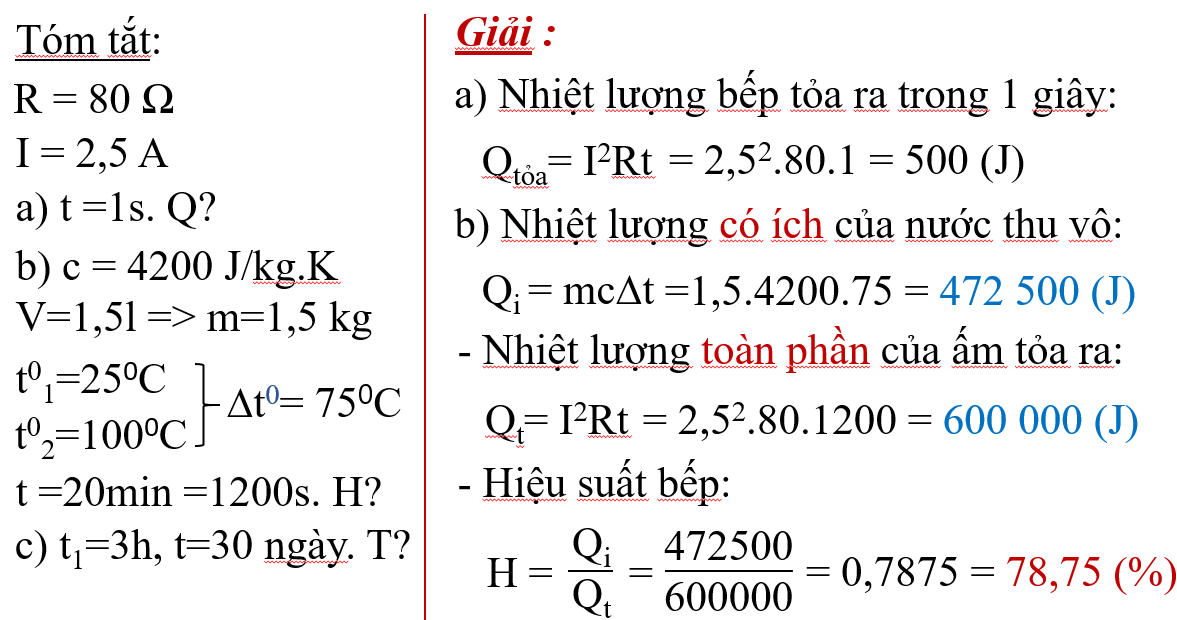 Tóm tắt:
R = 80 Ω
I = 2,5 A
a) t =1s. Q?
b) c = 4200 J/kg.K
V=1,5l => m=1,5 kg
t⁰₁=25⁰C
t⁰₂=100⁰C
Δt⁰= 75⁰C
t =20min =1200s. H?
c) t₁=3h, t=30 ngày. T?
Giải :
a) Nhiệt lượng bếp tỏa ra trong 1 giây:
Qtỏa= I²Rt = 2,5².80.1 = 500 (J)
b) Nhiệt lượng có ích của nước thu vô:
Qi = mcΔt =1,5.4200.75 = 472 500 (J)
- Nhiệt lượng toàn phần của ấm tỏa ra:
Qt= I²Rt = 2,5².80.1200 = 600 000 (J)
- Hiệu suất bếp:
H = Qi/Qt = 472500/600000 = 0,7875 = 78,75 (%)